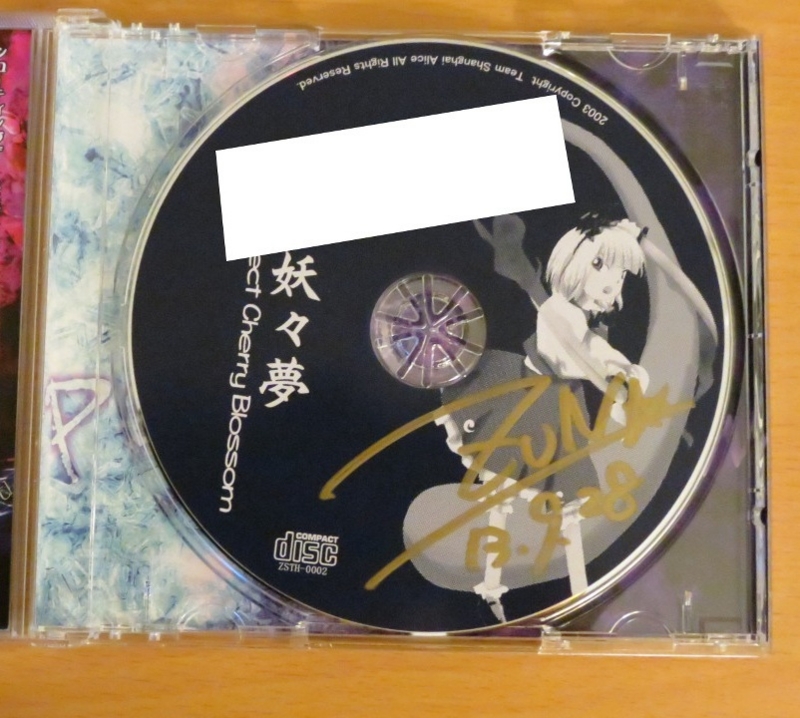 2003 Copyright Team Shanghai Alice All Rights Reserved.
妖々夢
ect Cherry Blossom
COMPACT
disc
ZSTH-0002
ZUN
13.9.28